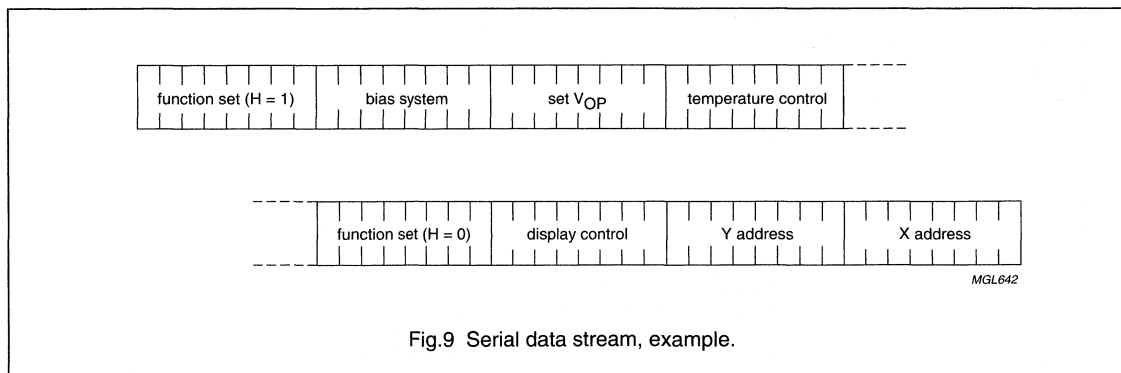 function set (H = 1) bias system set VOP temperature control
function set (H = 0) display control Y address X address
MGL642
Fig.9 Serial data stream, example.